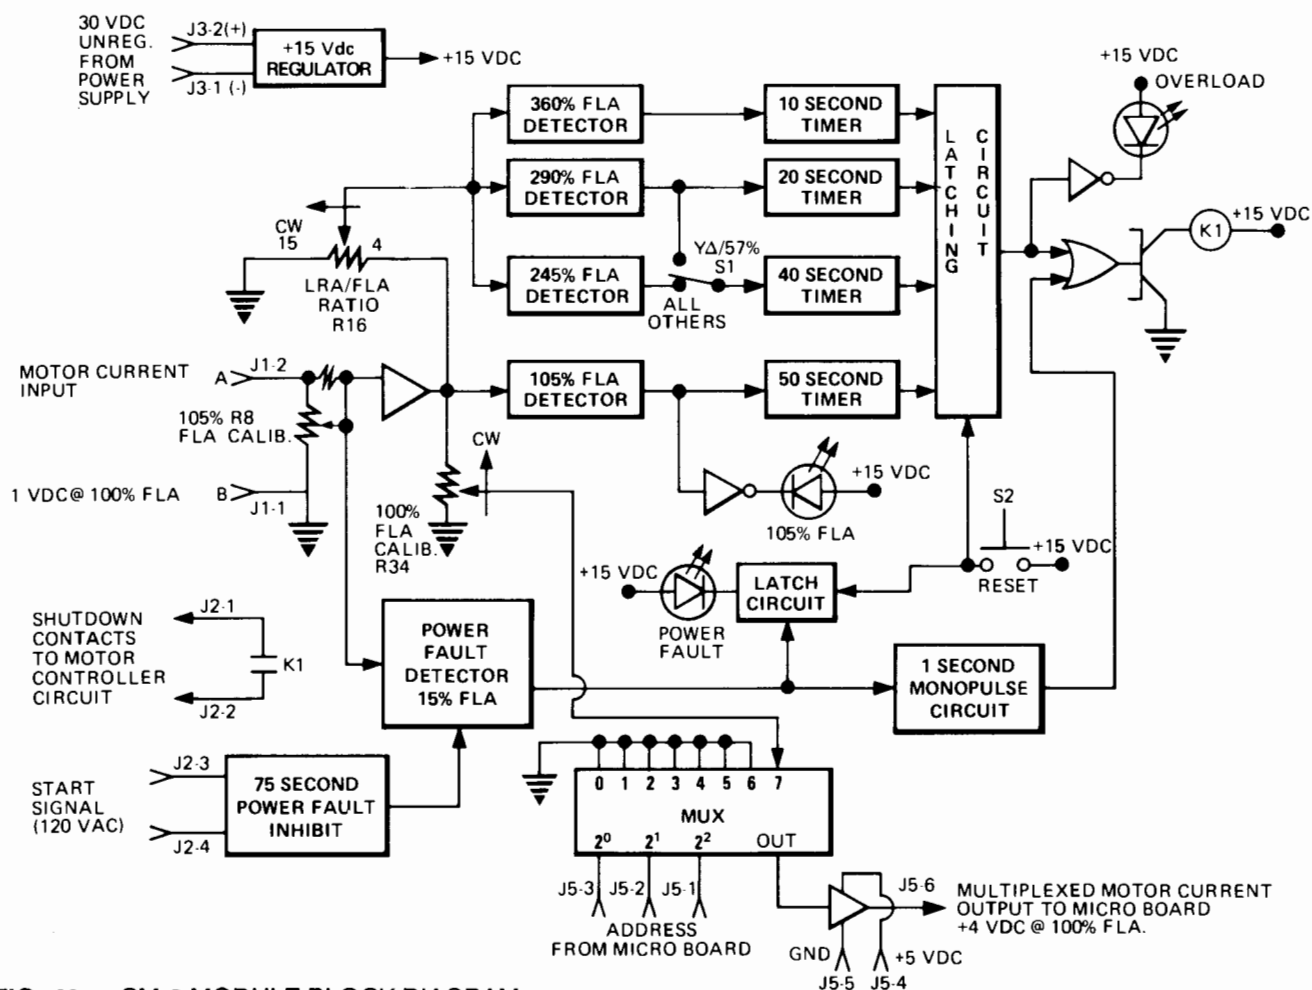 30 VDC
UNREG.
FROM
POWER
SUPPLY
J3-2(+)
J3-1 (-)
+15 Vdc
REGULATOR
+15 VDC
360% FLA
DETECTOR
10 SECOND
TIMER
290% FLA
DETECTOR
20 SECOND
TIMER
245% FLA
DETECTOR
YΔ/57%
S1
ALL
OTHERS
40 SECOND
TIMER
105% FLA
DETECTOR
50 SECOND
TIMER
LATCHING
CIRCUIT
+15 VDC
OVERLOAD
K1
+15 VDC
CW
15
4
LRA/FLA
RATIO
R16
MOTOR CURRENT
INPUT
A
J1-2
105% R8
FLA CALIB.
1 VDC@ 100% FLA
B
J1-1
CW
100%
FLA
CALIB.
R34
+15 VDC
105% FLA
S2
+15 VDC
RESET
+15 VDC
POWER
FAULT
LATCH
CIRCUIT
SHUTDOWN
CONTACTS
TO MOTOR
CONTROLLER
CIRCUIT
J2-1
K1
J2-2
POWER
FAULT
DETECTOR
15% FLA
1 SECOND
MONOPULSE
CIRCUIT
START
SIGNAL
(120 VAC)
J2-3
J2-4
75 SECOND
POWER FAULT
INHIBIT
0 1 2 3 4 5 6 7
MUX
2⁰ 2¹ 2² OUT
J5-3 J5-2 J5-1
ADDRESS
FROM MICRO BOARD
J5-6
MULTIPLEXED MOTOR CURRENT
OUTPUT TO MICRO BOARD
+4 VDC @ 100% FLA.
GND
+5 VDC
J5-5 J5-4